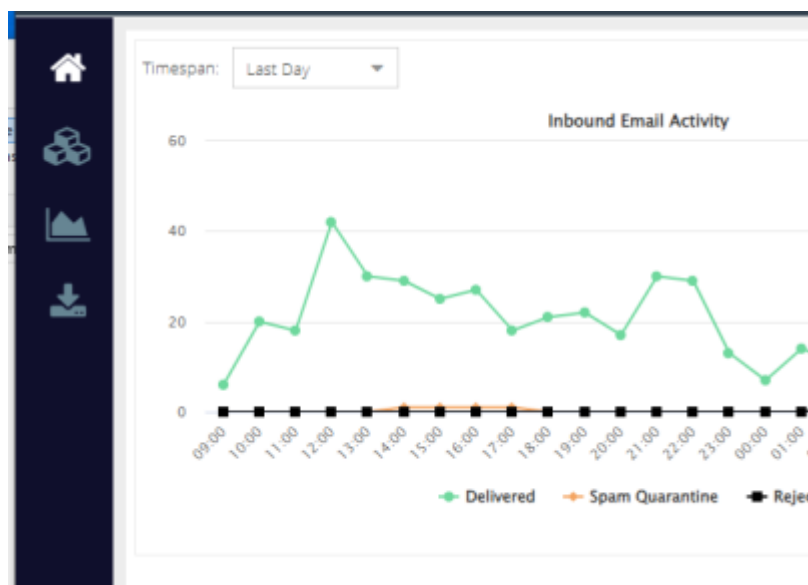 Timespan: Last Day
Inbound Email Activity
60
40
20
0
09:00 10:00 11:00 12:00 13:00 14:00 15:00 16:00 17:00 18:00 19:00 20:00 21:00 22:00 23:00 00:00 01:00
Delivered Spam Quarantine Rejec